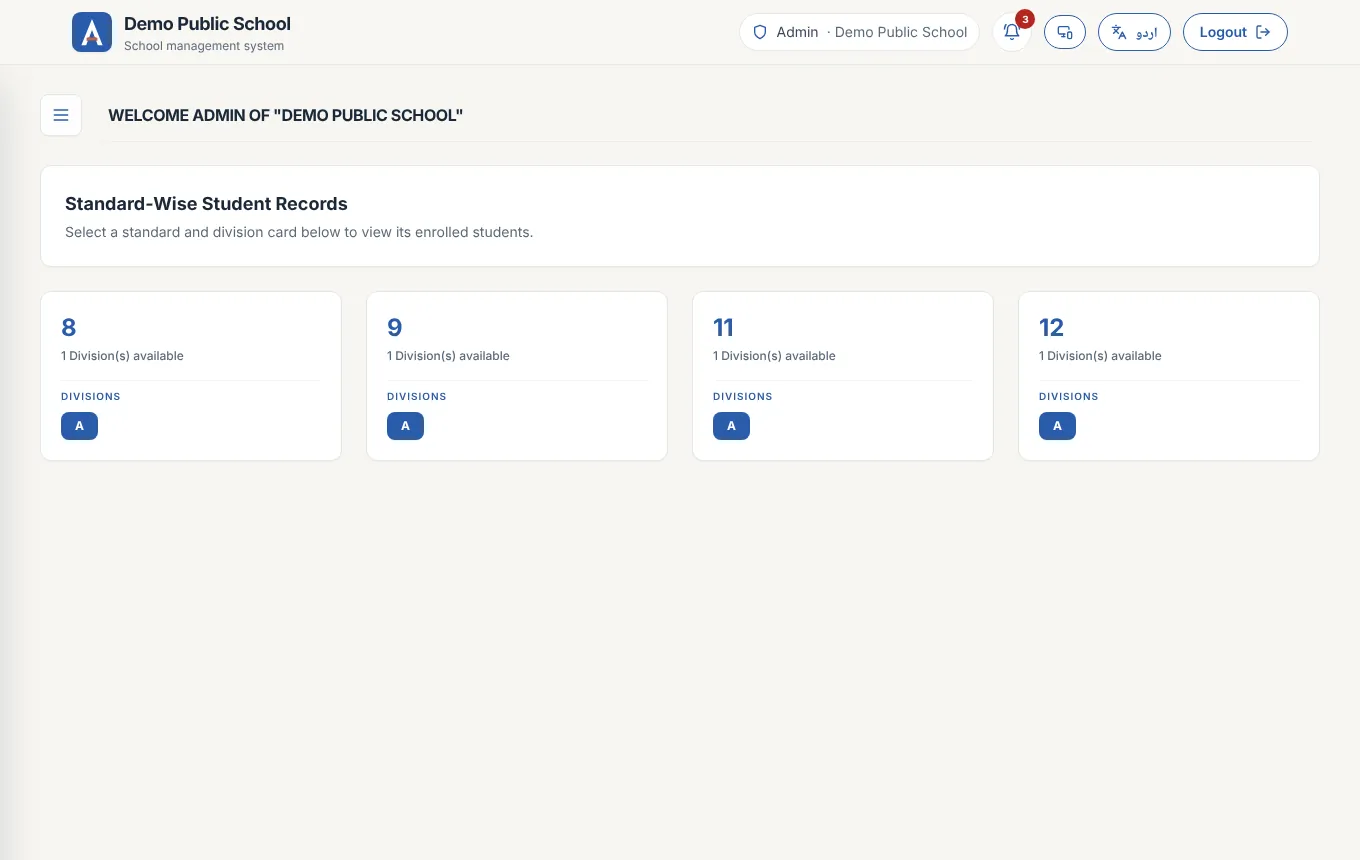 Demo Public School
School management system
Admin · Demo Public School
3
اردو
Logout
WELCOME ADMIN OF "DEMO PUBLIC SCHOOL"
Standard-Wise Student Records
Select a standard and division card below to view its enrolled students.
8
1 Division(s) available
DIVISIONS
A
9
1 Division(s) available
DIVISIONS
A
11
1 Division(s) available
DIVISIONS
A
12
1 Division(s) available
DIVISIONS
A